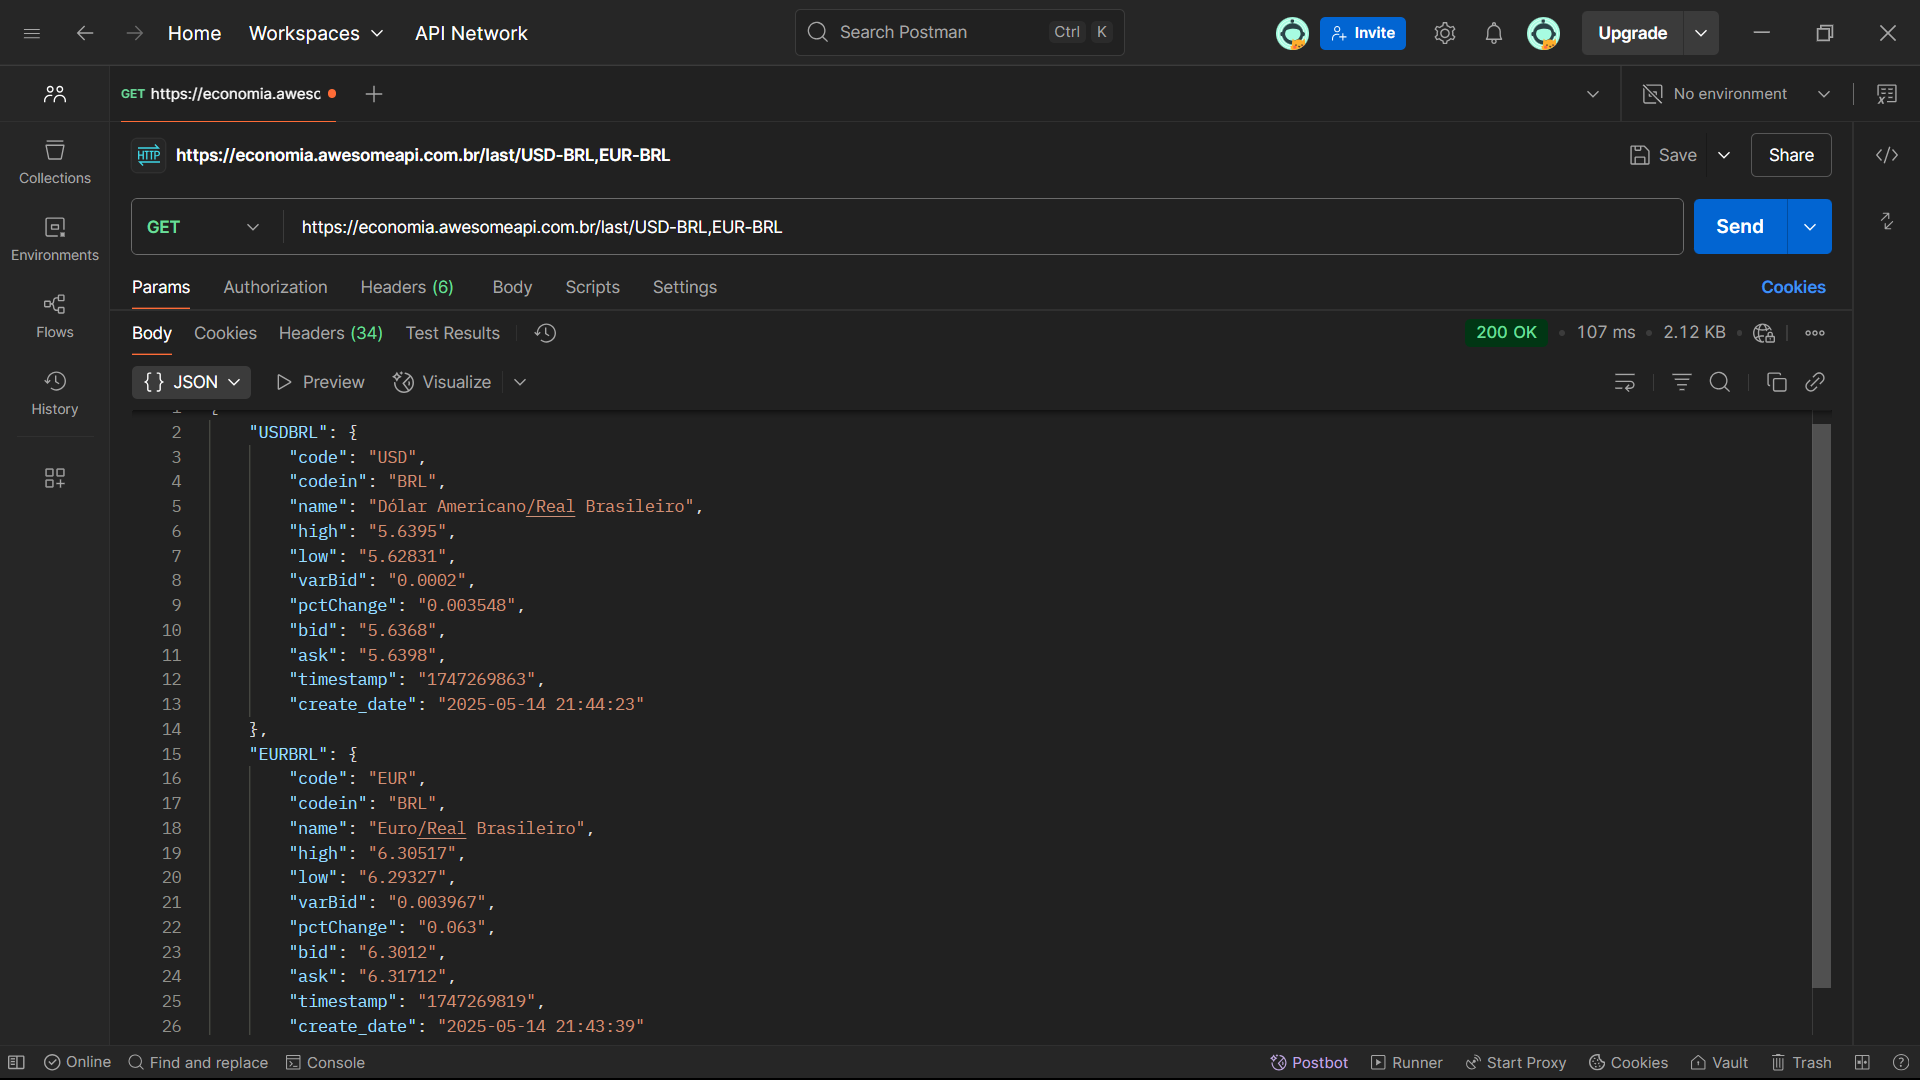 Home
Workspaces
API Network
Search Postman
Ctrl K
Invite
Upgrade
GET https://economia.awesc
No environment
HTTP https://economia.awesomeapi.com.br/last/USD-BRL,EUR-BRL
Save
Share
Collections
Environments
Flows
History
GET
https://economia.awesomeapi.com.br/last/USD-BRL,EUR-BRL
Send
Params
Authorization
Headers (6)
Body
Scripts
Settings
Cookies
Body
Cookies
Headers (34)
Test Results
200 OK • 107 ms • 2.12 KB •
{} JSON
Preview
Visualize
2 "USDBRL": {
3 "code": "USD",
4 "codein": "BRL",
5 "name": "Dólar Americano/Real Brasileiro",
6 "high": "5.6395",
7 "low": "5.62831",
8 "varBid": "0.0002",
9 "pctChange": "0.003548",
10 "bid": "5.6368",
11 "ask": "5.6398",
12 "timestamp": "1747269863",
13 "create_date": "2025-05-14 21:44:23"
14 },
15 "EURBRL": {
16 "code": "EUR",
17 "codein": "BRL",
18 "name": "Euro/Real Brasileiro",
19 "high": "6.30517",
20 "low": "6.29327",
21 "varBid": "0.003967",
22 "pctChange": "0.063",
23 "bid": "6.3012",
24 "ask": "6.31712",
25 "timestamp": "1747269819",
26 "create_date": "2025-05-14 21:43:39"
Online
Find and replace
Console
Postbot
Runner
Start Proxy
Cookies
Vault
Trash